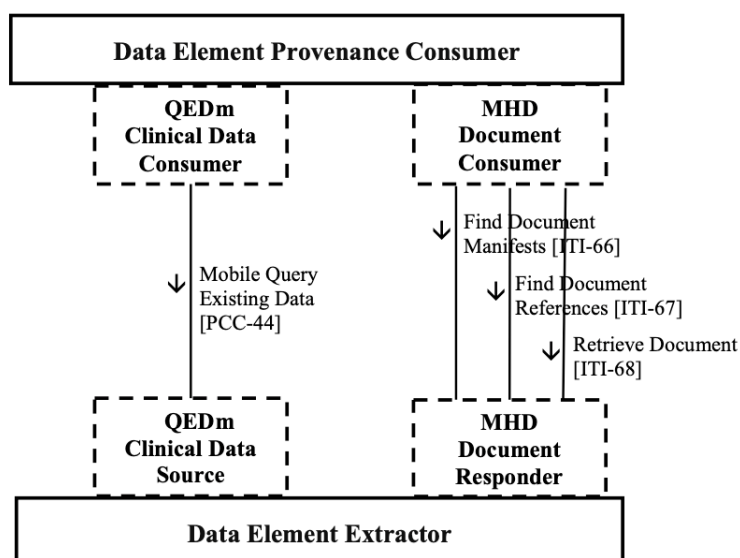 Data Element Provenance Consumer
QEDm
Clinical Data
Consumer
MHD
Document
Consumer
Find Document
Manifests [ITI-66]
Mobile Query
Existing Data
[PCC-44]
Find Document
References [ITI-67]
Retrieve Document
[ITI-68]
QEDm
Clinical Data
Source
MHD
Document
Responder
Data Element Extractor